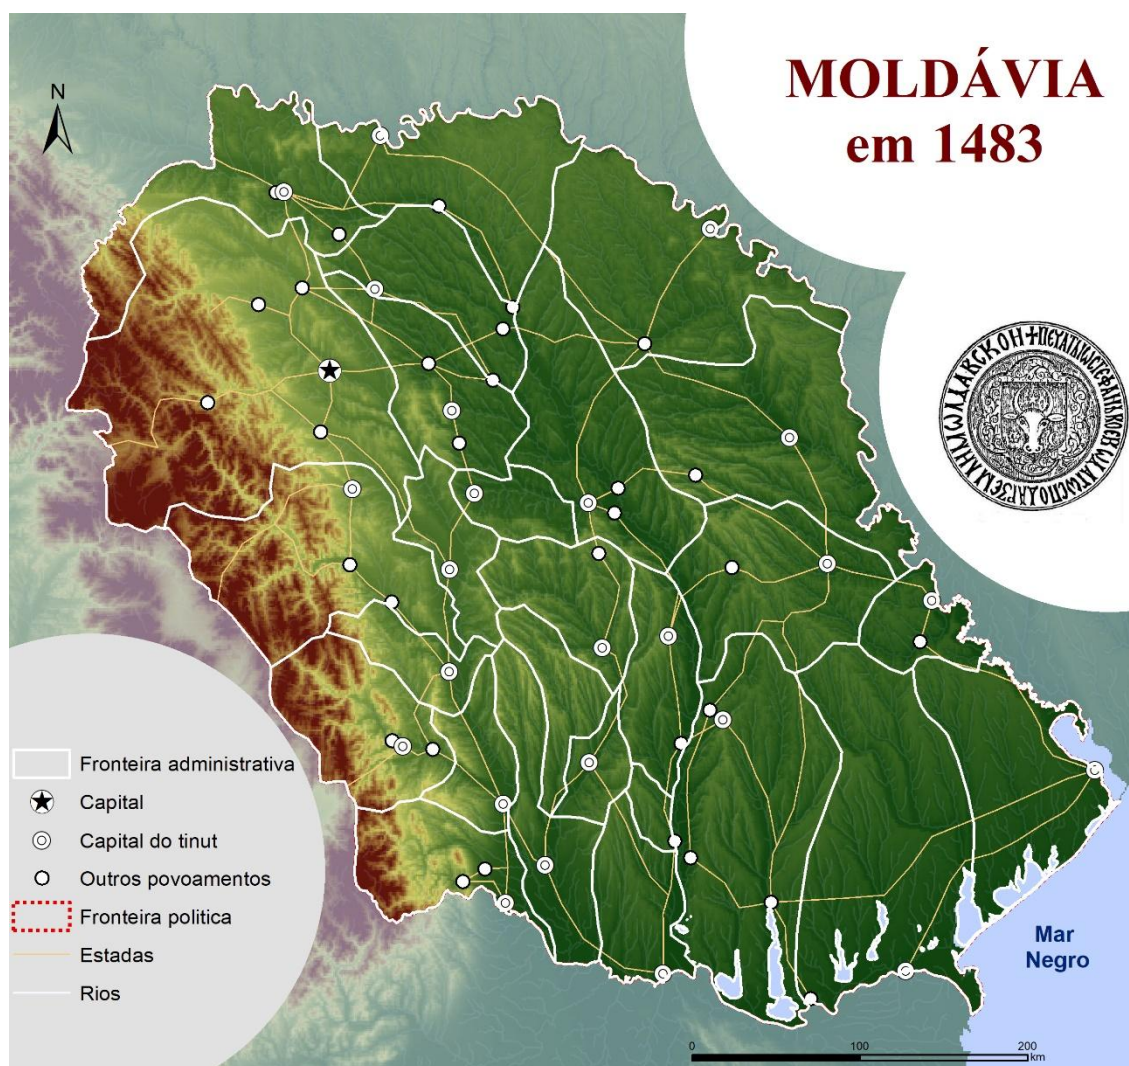 MOLDÁVIA
em 1483
N
Fronteira administrativa
Capital
Capital do tinut
Outros povoamentos
Fronteira politica
Estadas
Rios
Mar
Negro
0
100
200
km